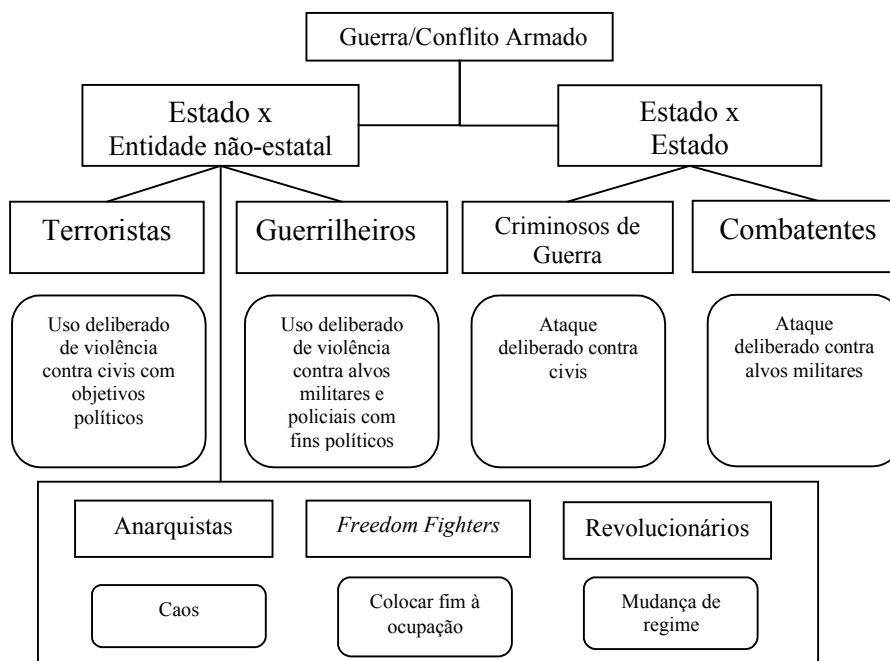 Guerra/Conflito Armado
Estado x
Entidade não-estatal
Estado x
Estado
Terroristas
Guerrilheiros
Criminosos de
Guerra
Combatentes
Uso deliberado
de violência
contra civis com
objetivos
políticos
Uso deliberado
de violência
contra alvos
militares e
policiais com
fins políticos
Ataque
deliberado contra
civis
Ataque
deliberado contra
alvos militares
Anarquistas
Freedom Fighters
Revolucionários
Caos
Colocar fim à
ocupação
Mudança de
regime